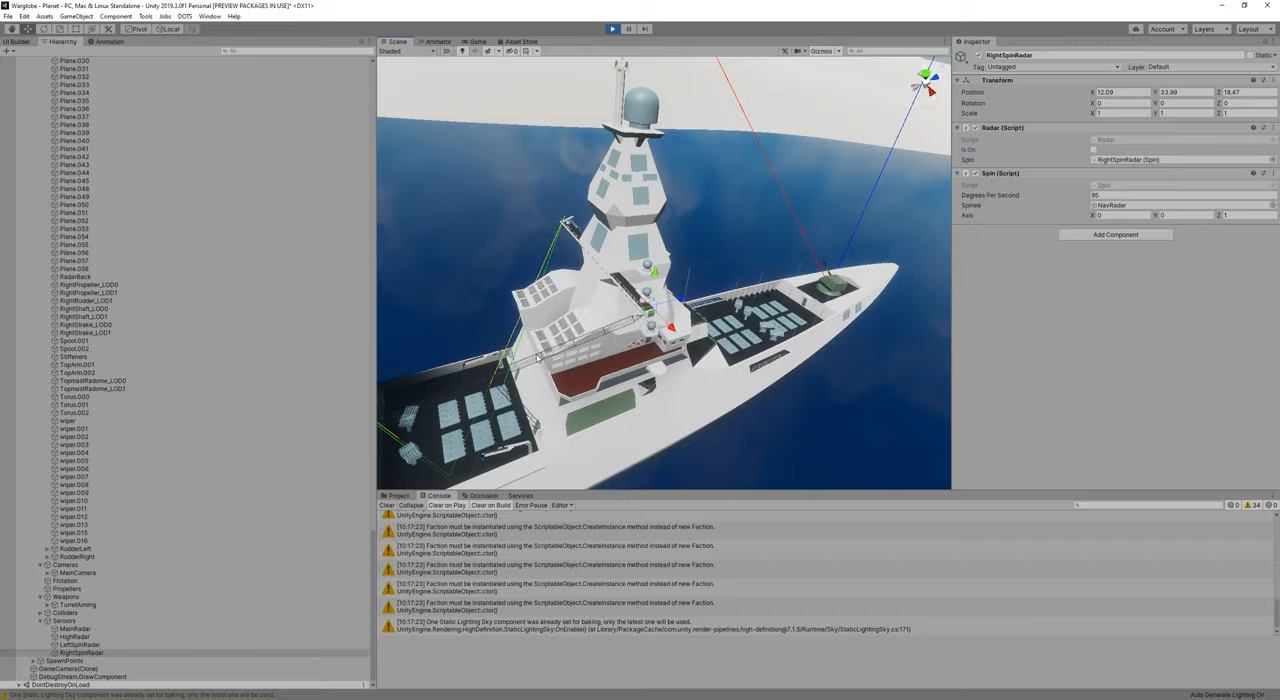 Warglobe - Planet - PC, Mac & Linux Standalone - Unity 2019.3.0f1 Personal [PREVIEW PACKAGES IN USE]* <DX11>
File Edit Assets GameObject Component Tools Jobs DOTS Window Help
Pivot Local Account Layers Layout
UI Builder Hierarchy Animation
All
Plane.030
Plane.031
Plane.032
Plane.033
Plane.034
Plane.035
Plane.036
Plane.037
Plane.038
Plane.039
Plane.040
Plane.041
Plane.042
Plane.043
Plane.044
Plane.045
Plane.048
Plane.049
Plane.050
Plane.051
Plane.052
Plane.053
Plane.054
Plane.055
Plane.056
Plane.057
Plane.058
RadarBack
RightPropeller_LOD0
RightPropeller_LOD1
RightRudder_LOD1
RightShaft_LOD0
RightShaft_LOD1
RightStrake_LOD0
RightStrake_LOD1
Spool.001
Spool.002
Stiffeners
TopArm.001
TopArm.002
TopmastRadome_LOD0
TopmastRadome_LOD1
Torus.000
Torus.001
Torus.002
wiper
wiper.001
wiper.002
wiper.003
wiper.004
wiper.005
wiper.006
wiper.007
wiper.008
wiper.009
wiper.010
wiper.011
wiper.012
wiper.013
wiper.015
wiper.016
RudderLeft
RudderRight
Cameras
MainCamera
Flotation
Propellers
Weapons
TurretAiming
Colliders
Sensors
MainRadar
HighRadar
LeftSpinRadar
RightSpinRadar
SpawnPoints
GameCamera(Clone)
DebugStream.DrawComponent
DontDestroyOnLoad
Scene Animator Game Asset Store
Shaded 2D Gizmos All
Project Console Occlusion Services
Clear Collapse Clear on Play Clear on Build Error Pause Editor 0 34 0
UnityEngine.ScriptableObject:.ctor()
[10:17:23] Faction must be instantiated using the ScriptableObject.CreateInstance method instead of new Faction.
UnityEngine.ScriptableObject:.ctor()
[10:17:23] Faction must be instantiated using the ScriptableObject.CreateInstance method instead of new Faction.
UnityEngine.ScriptableObject:.ctor()
[10:17:23] Faction must be instantiated using the ScriptableObject.CreateInstance method instead of new Faction.
UnityEngine.ScriptableObject:.ctor()
[10:17:23] Faction must be instantiated using the ScriptableObject.CreateInstance method instead of new Faction.
UnityEngine.ScriptableObject:.ctor()
[10:17:23] Faction must be instantiated using the ScriptableObject.CreateInstance method instead of new Faction.
UnityEngine.ScriptableObject:.ctor()
[10:17:23] One Static Lighting Sky component was already set for baking, only the latest one will be used.
UnityEngine.Rendering.HighDefinition.StaticLightingSky:OnEnable() (at Library/PackageCache/com.unity.render-pipelines.high-definition@7.1.5/Runtime/Sky/StaticLightingSky.cs:171)
Inspector
RightSpinRadar Static
Tag Untagged Layer Default
Transform
Position X 12.09 Y 33.99 Z 18.47
Rotation X 0 Y 0 Z 0
Scale X 1 Y 1 Z 1
Radar (Script)
Script Radar
Is On
Spin RightSpinRadar (Spin)
Spin (Script)
Script Spin
Degrees Per Second 95
Spinee NavRadar
Axis X 0 Y 0 Z 1
Add Component
One Static Lighting Sky component was already set for baking, only the latest one will be used.
Auto Generate Lighting On